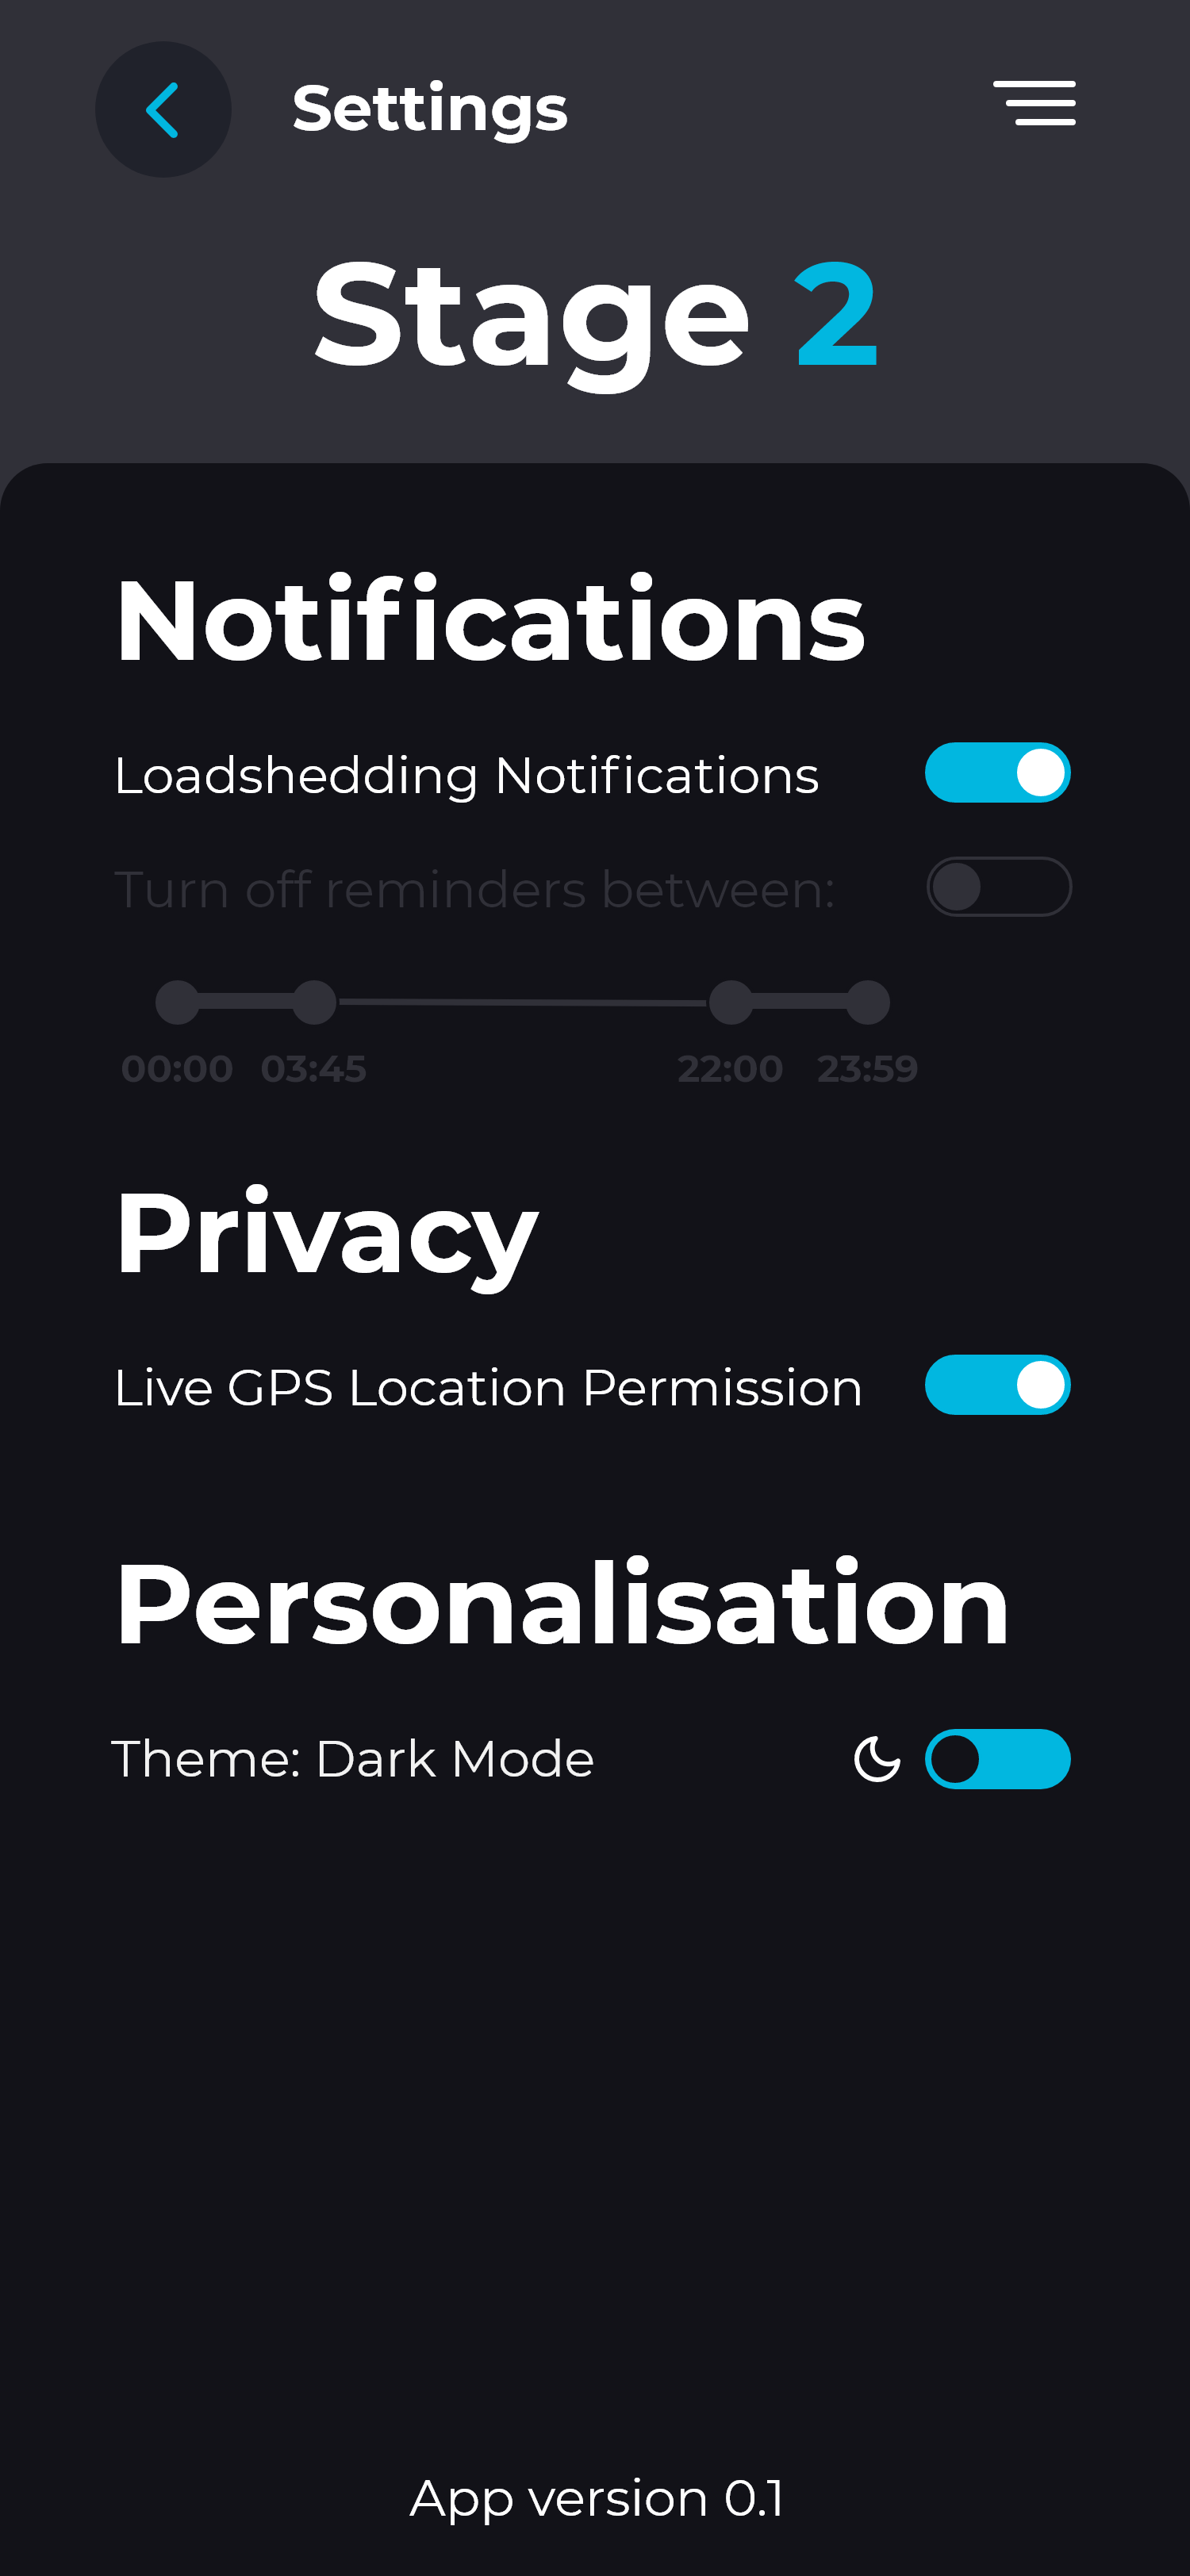 Settings
Stage 2
Notifications
Loadshedding Notifications
Turn off reminders between:
00:00 03:45 22:00 23:59
Privacy
Live GPS Location Permission
Personalisation
Theme: Dark Mode
App version 0.1